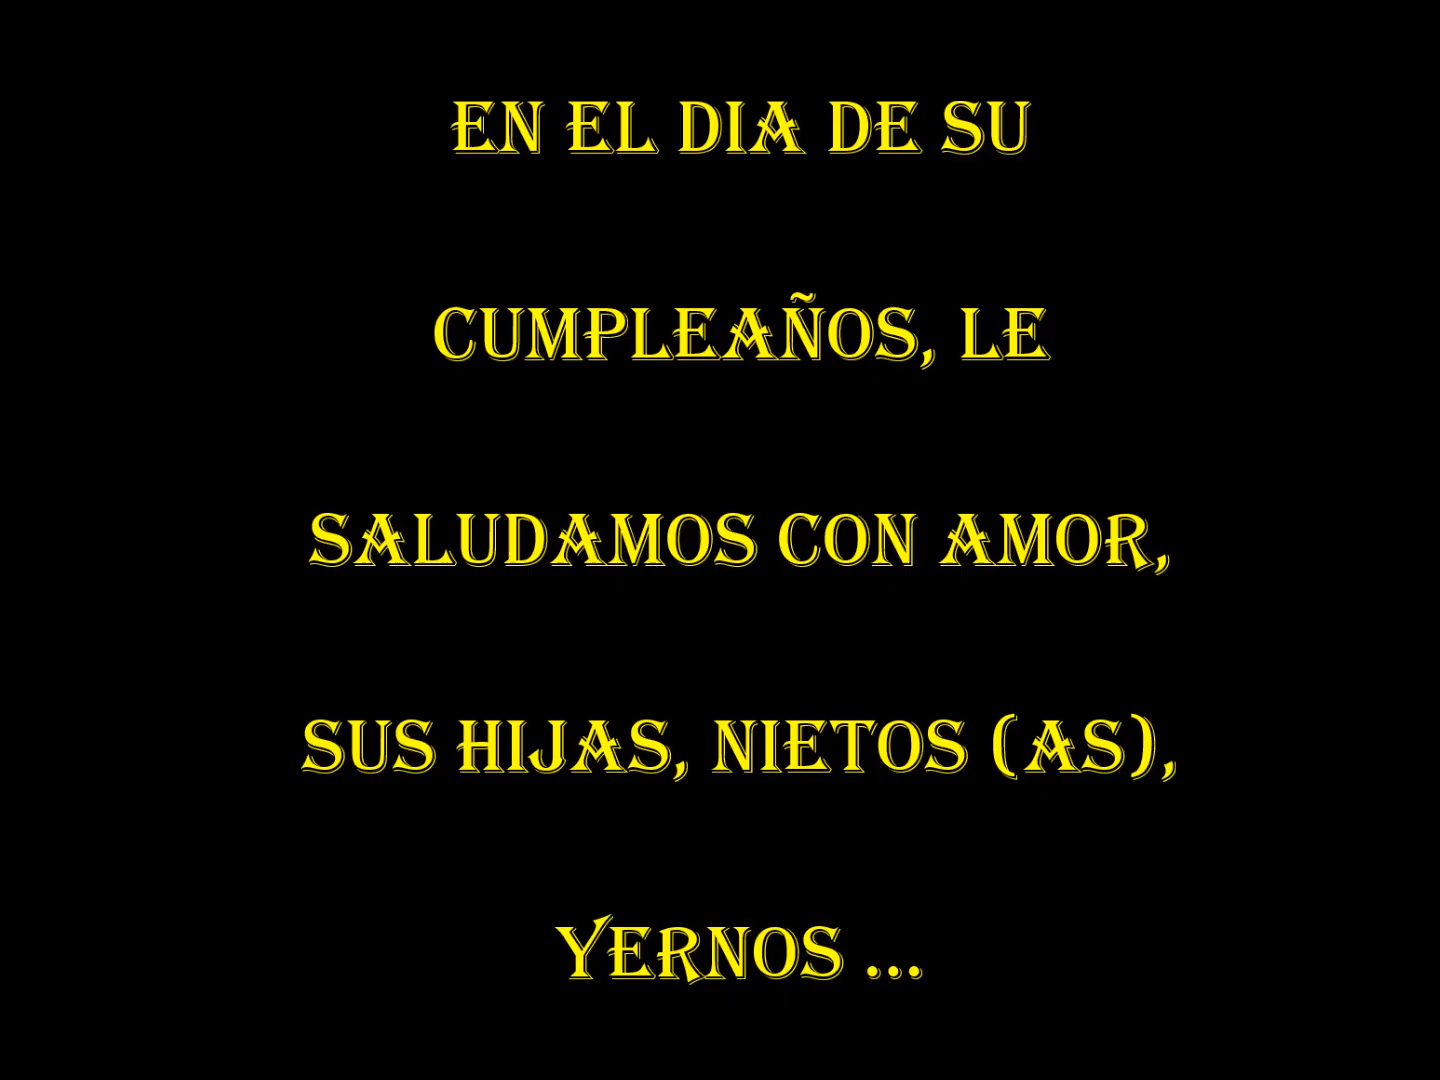 EN EL DIA DE SU
CUMPLEAÑOS, LE
SALUDAMOS CON AMOR,
SUS HIJAS, NIETOS (AS),
YERNOS ...